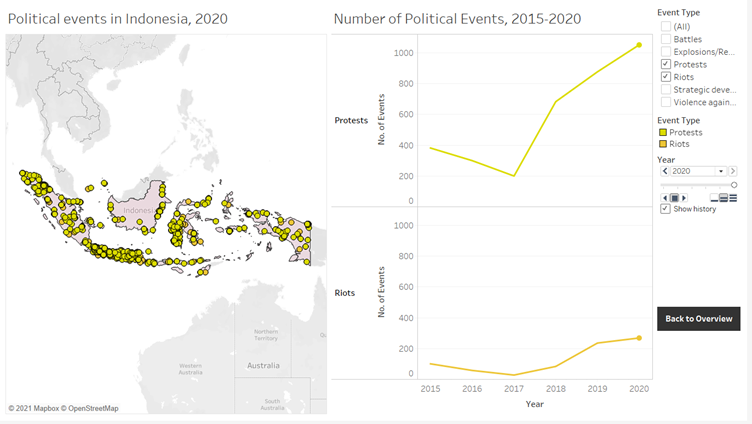 Political events in Indonesia, 2020
Indonesia
Northern
Territory
Western
Australia
Australia
South
Australia
© 2021 Mapbox © OpenStreetMap
Number of Political Events, 2015-2020
Protests
No. of Events
1000
800
600
400
200
0
Riots
No. of Events
1000
800
600
400
200
0
2015 2016 2017 2018 2019 2020
Year
Event Type
(All)
Battles
Explosions/Re...
Protests
Riots
Strategic deve...
Violence again...
Event Type
Protests
Riots
Year
2020
Show history
Back to Overview